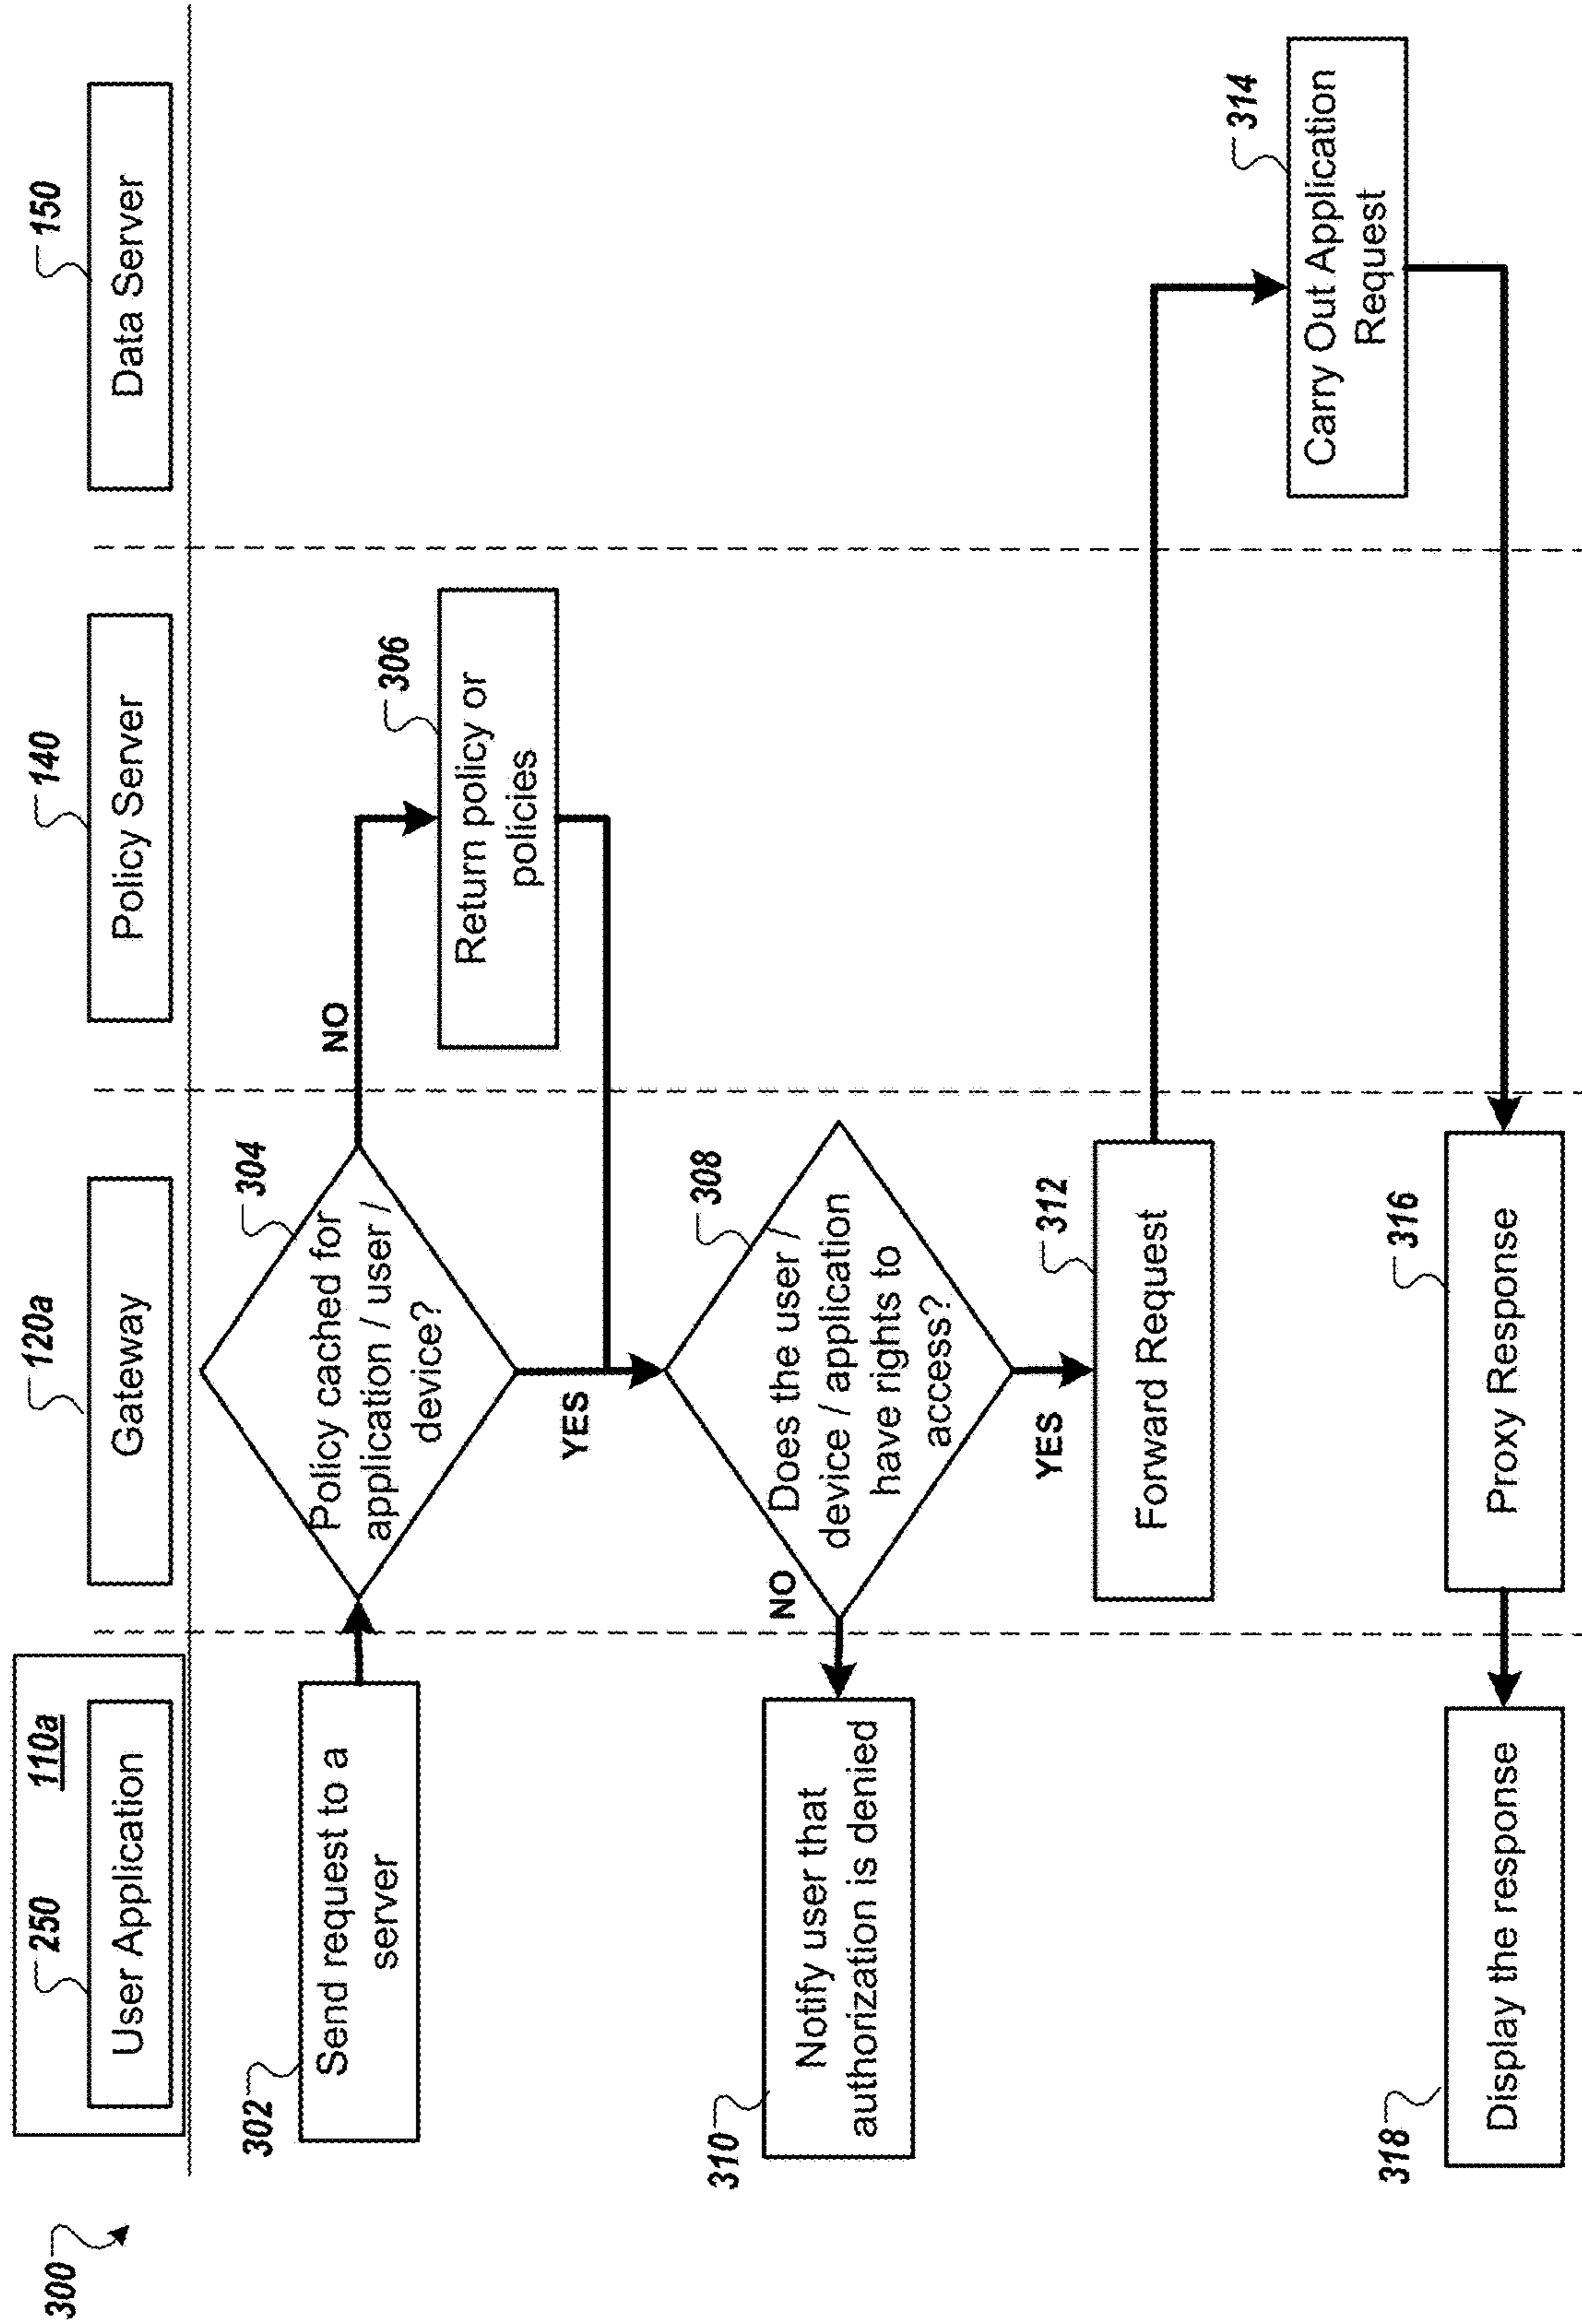 300
250
110a
User Application
120a
Gateway
140
Policy Server
150
Data Server
302
Send request to a
server
304
Policy cached for
application / user /
device?
NO
306
Return policy or
policies
YES
308
Does the user /
device / application
have rights to
access?
NO
310
Notify user that
authorization is denied
YES
312
Forward Request
314
Carry Out Application
Request
316
Proxy Response
318
Display the response